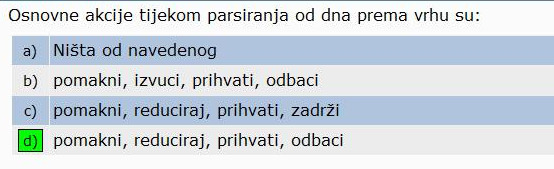 Osnovne akcije tijekom parsiranja od dna prema vrhu su:
a) Ništa od navedenog
b) pomakni, izvuci, prihvati, odbaci
c) pomakni, reduciraj, prihvati, zadrži
d) pomakni, reduciraj, prihvati, odbaci